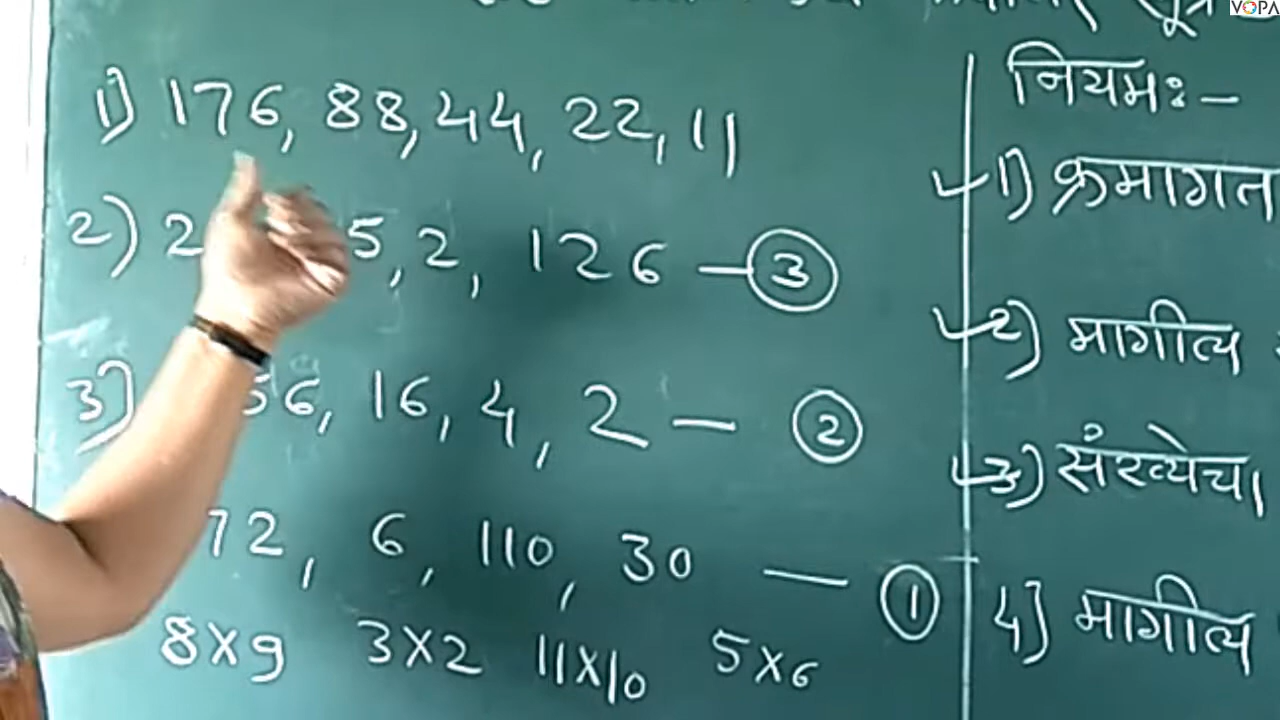 VOPA
1) 176, 88, 44, 22, 11
2) 2 5, 2, 126 — 3
3) 56, 16, 4, 2 — 2
72, 6, 110, 30 — 1
8×9 3×2 11×10 5×6
नियमः-
1) क्रमागत
2) मागील
3) संख्येचा
4) मागील